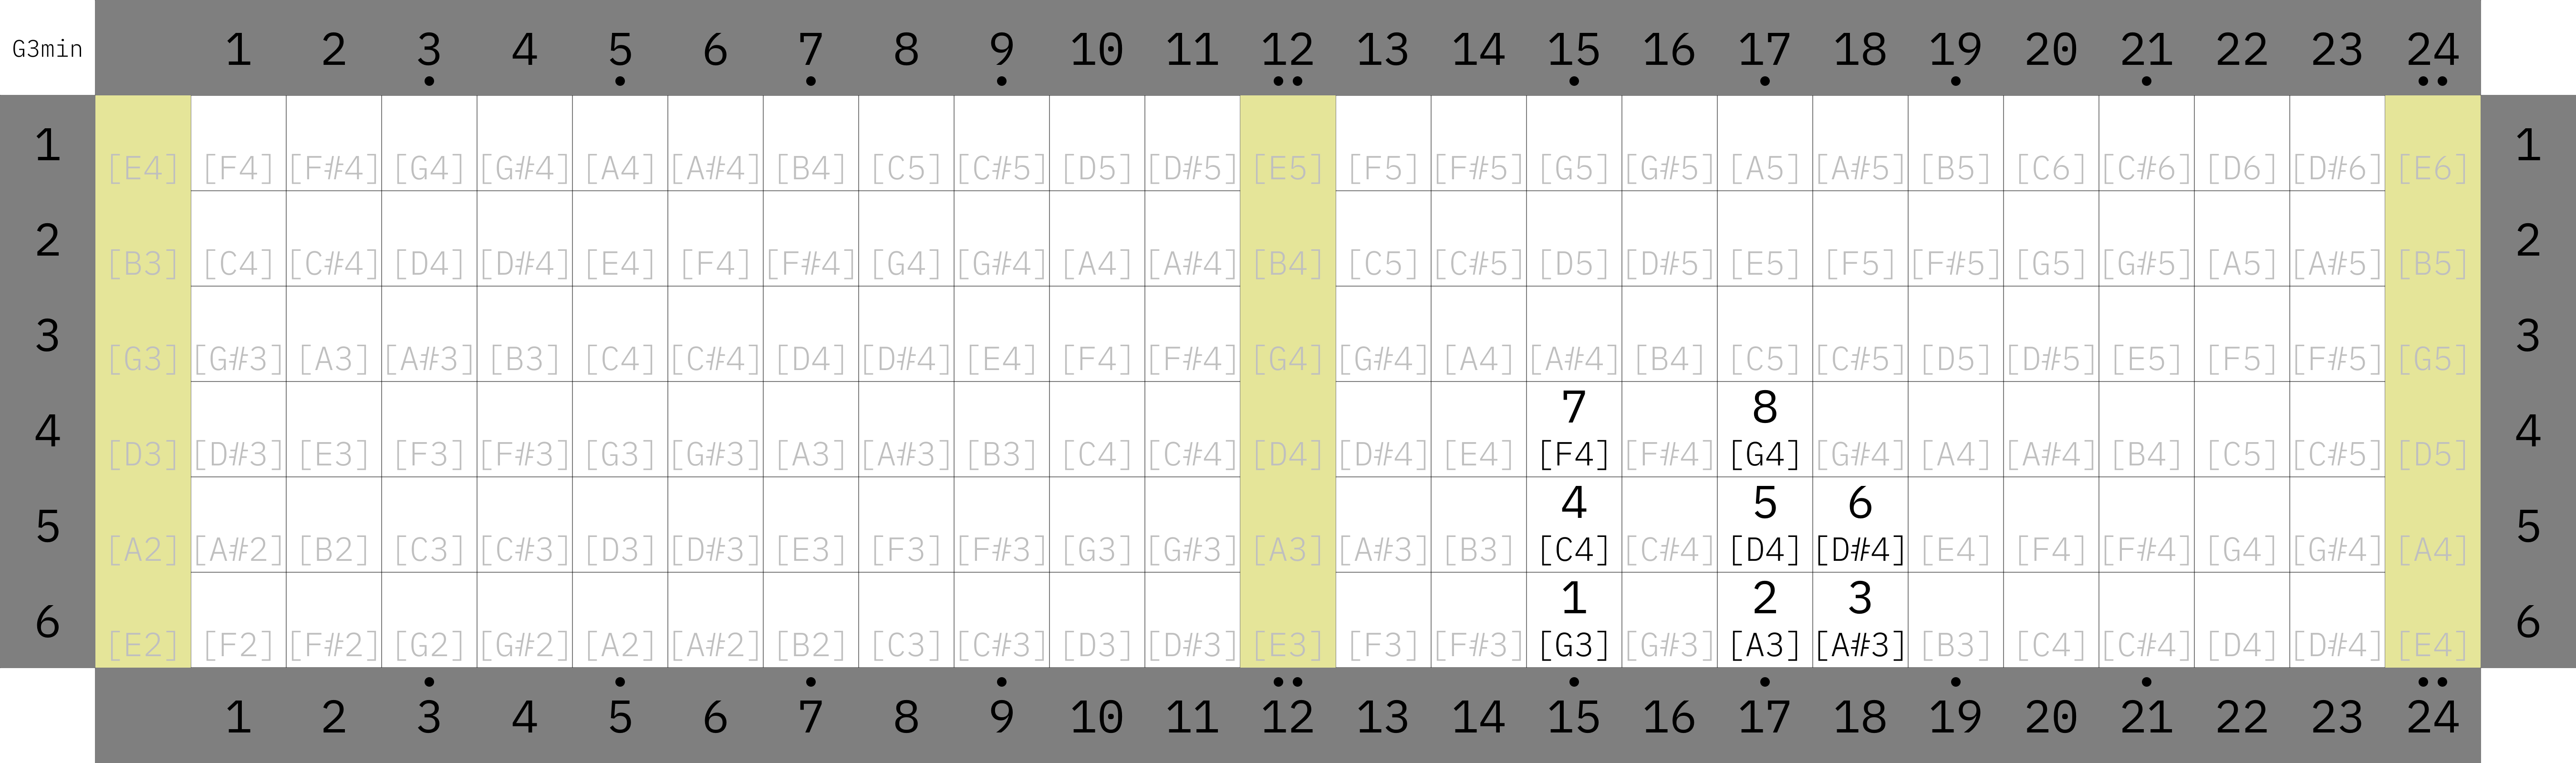 G3min 1 2 3 4 5 6 7 8 9 10 11 12 13 14 15 16 17 18 19 20 21 22 23 24
1 [E4] [F4] [F#4] [G4] [G#4] [A4] [A#4] [B4] [C5] [C#5] [D5] [D#5] [E5] [F5] [F#5] [G5] [G#5] [A5] [A#5] [B5] [C6] [C#6] [D6] [D#6] [E6] 1
2 [B3] [C4] [C#4] [D4] [D#4] [E4] [F4] [F#4] [G4] [G#4] [A4] [A#4] [B4] [C5] [C#5] [D5] [D#5] [E5] [F5] [F#5] [G5] [G#5] [A5] [A#5] [B5] 2
3 [G3] [G#3] [A3] [A#3] [B3] [C4] [C#4] [D4] [D#4] [E4] [F4] [F#4] [G4] [G#4] [A4] [A#4] [B4] [C5] [C#5] [D5] [D#5] [E5] [F5] [F#5] [G5] 3
7 8
4 [D3] [D#3] [E3] [F3] [F#3] [G3] [G#3] [A3] [A#3] [B3] [C4] [C#4] [D4] [D#4] [E4] [F4] [F#4] [G4] [G#4] [A4] [A#4] [B4] [C5] [C#5] [D5] 4
4 5 6
5 [A2] [A#2] [B2] [C3] [C#3] [D3] [D#3] [E3] [F3] [F#3] [G3] [G#3] [A3] [A#3] [B3] [C4] [C#4] [D4] [D#4] [E4] [F4] [F#4] [G4] [G#4] [A4] 5
1 2 3
6 [E2] [F2] [F#2] [G2] [G#2] [A2] [A#2] [B2] [C3] [C#3] [D3] [D#3] [E3] [F3] [F#3] [G3] [G#3] [A3] [A#3] [B3] [C4] [C#4] [D4] [D#4] [E4] 6
1 2 3 4 5 6 7 8 9 10 11 12 13 14 15 16 17 18 19 20 21 22 23 24